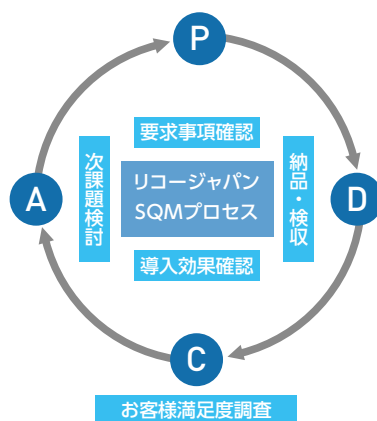 P
要求事項確認
次課題検討
リコージャパン
SQMプロセス
納品・検収
A
D
導入効果確認
C
お客様満足度調査